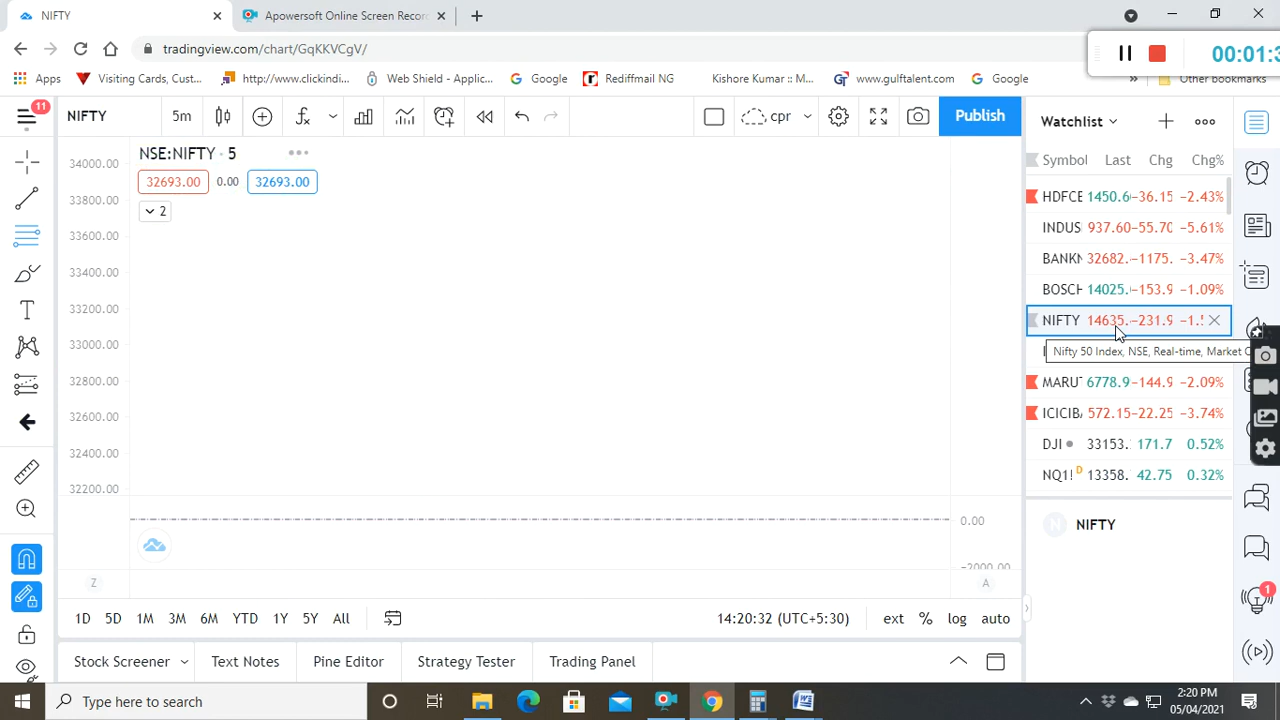 NIFTY
Apowersoft Online Screen Recor
tradingview.com/chart/GqKKVCgV/
00:01:3
Apps
Visiting Cards, Cust...
http://www.clickindi...
Web Shield - Applic...
Google
Rediffmail NG
Kishore Kumar :: M...
www.gulftalent.com
Google
»
Other bookmarks
11
NIFTY
5m
cpr
Publish
Watchlist
NSE:NIFTY · 5
32693.00
0.00
32693.00
2
34000.00
33800.00
33600.00
33400.00
33200.00
33000.00
32800.00
32600.00
32400.00
32200.00
0.00
−2000.00
Z
A
Symbol Last Chg Chg%
HDFCB 1450.6 −36.15 −2.43%
INDUS 937.60 −55.70 −5.61%
BANKN 32682. −1175. −3.47%
BOSCH 14025. −153.9 −1.09%
NIFTY 14635. −231.9 −1.
Nifty 50 Index, NSE, Real-time, Market
MARUT 6778.9 −144.9 −2.09%
ICICIBA 572.15 −22.25 −3.74%
DJI 33153. 171.7 0.52%
NQ1! D 13358. 42.75 0.32%
N NIFTY
1
1D 5D 1M 3M 6M YTD 1Y 5Y All
14:20:32 (UTC+5:30)
ext % log auto
Stock Screener
Text Notes
Pine Editor
Strategy Tester
Trading Panel
Type here to search
2:20 PM
05/04/2021